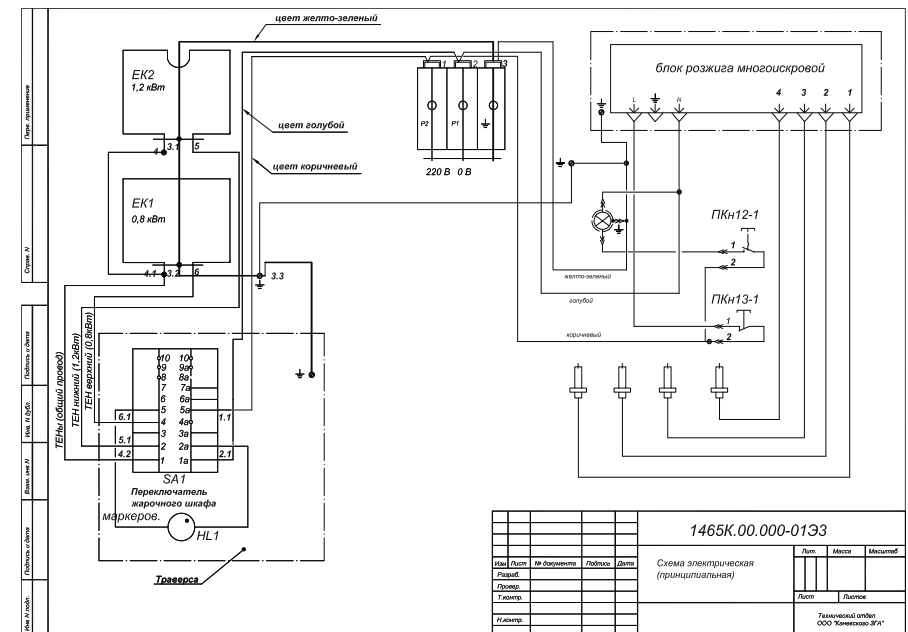 цвет желто-зеленый
Перв. применение
Справ. N
Подпись и дата
Инв. N дубл.
Взам. инв N
Подпись и дата
Инв N подл.
ЕК2
1,2 кВт
4
3.1
5
ЕК1
0,8 кВт
4.1
3.2
6
3.3
цвет голубой
цвет коричневый
1
2
3
Р2
Р1
220 В
0 В
блок розжига многоискровой
L
N
4
3
2
1
ПКн12-1
1
2
ПКн13-1
1
2
желто-зеленый
голубой
коричневый
ТЕНы (общий провод)
ТЕН нижний (1,2кВт)
ТЕН верхний (0,8кВт)
10 10
9 9а
8 8а
7 7а
6 6а
5 5а
4 4а
3 3а
2 2а
1 1а
6.1
5.1
4.2
1.1
2.1
SA1
Переключатель
жарочного шкафа
маркеров.
HL1
Траверса
1465К.00.000-01Э3
Изм Лист № документа Подпись Дата
Разраб.
Провер.
Т.контр.
Н.контр.
Схема электрическая
(принципиальная)
Лит. Масса Масштаб
Лист Листов
Технический отдел
ООО "Каневского ЗГА"